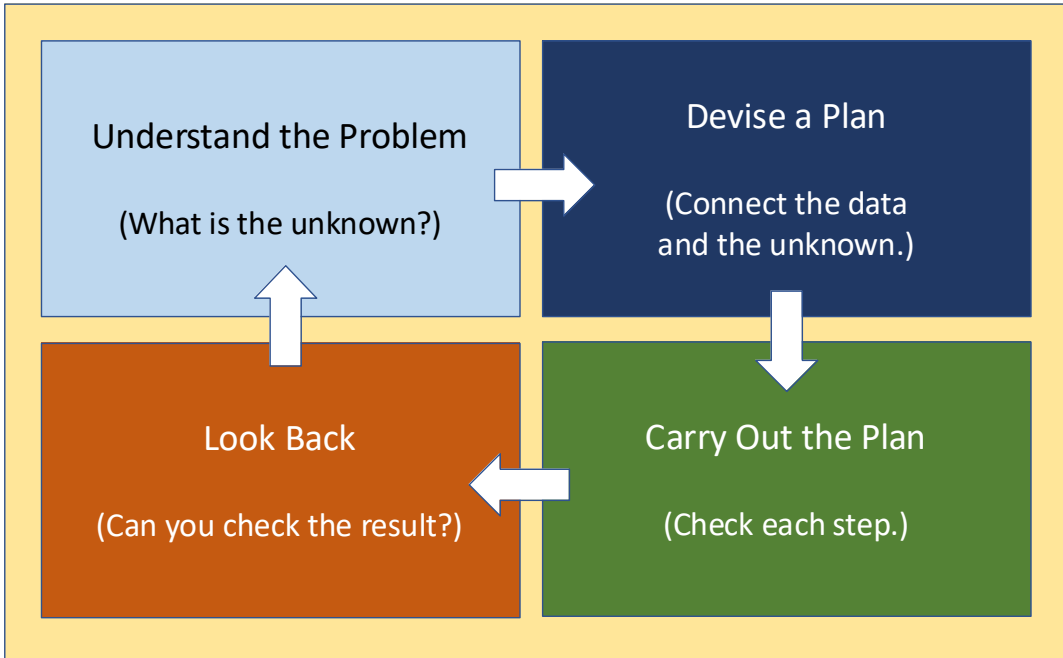 Understand the Problem
(What is the unknown?)
Devise a Plan
(Connect the data
and the unknown.)
Look Back
(Can you check the result?)
Carry Out the Plan
(Check each step.)